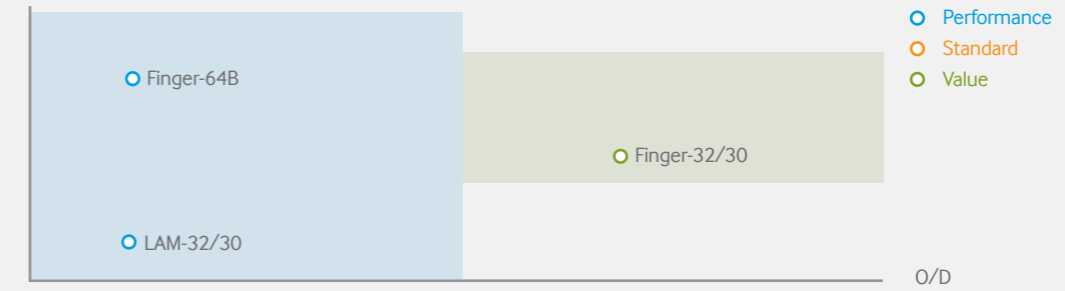 Performance
Standard
Value
Finger-64B
Finger-32/30
LAM-32/30
O/D